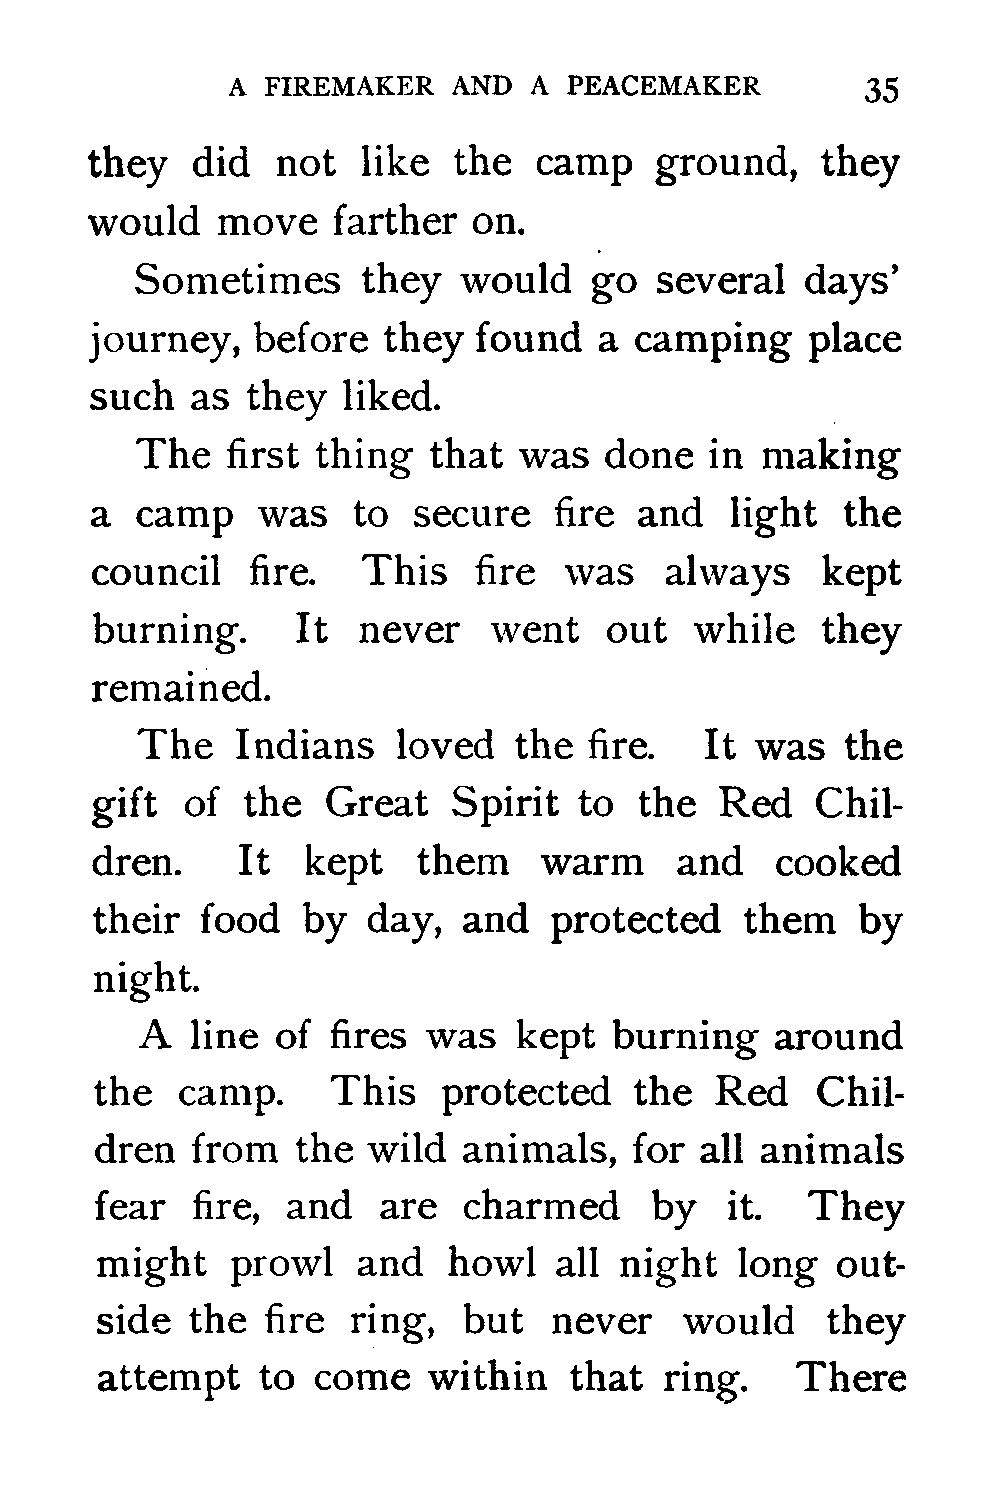 A FIREMAKER AND A PEACEMAKER 35
they did not like the camp ground, they
would move farther on.
Sometimes they would go several days’
journey, before they found a camping place
such as they liked.
The first thing that was done in making
a camp was to secure fire and light the
council fire. This fire was always kept
burning. It never went out while they
remained.
The Indians loved the fire. It was the
gift of the Great Spirit to the Red Chil-
dren. It kept them warm and cooked
their food by day, and protected them by
night.
A line of fires was kept burning around
the camp. This protected the Red Chil-
dren from the wild animals, for all animals
fear fire, and are charmed by it. They
might prowl and howl all night long out-
side the fire ring, but never would they
attempt to come within that ring. There